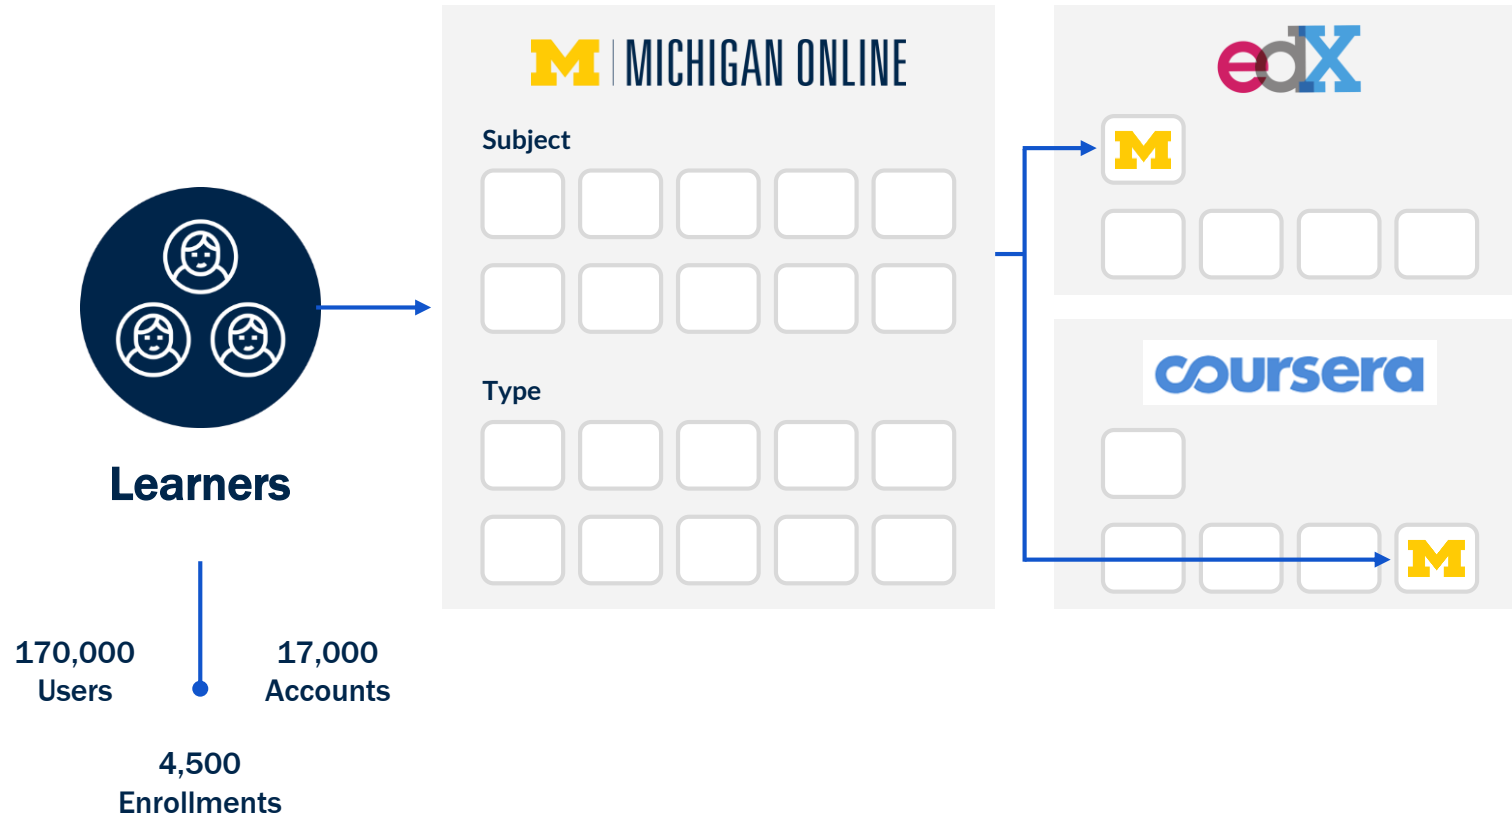 M | MICHIGAN ONLINE
Subject
Type
edX
M
coursera
M
Learners
170,000
Users
17,000
Accounts
4,500
Enrollments